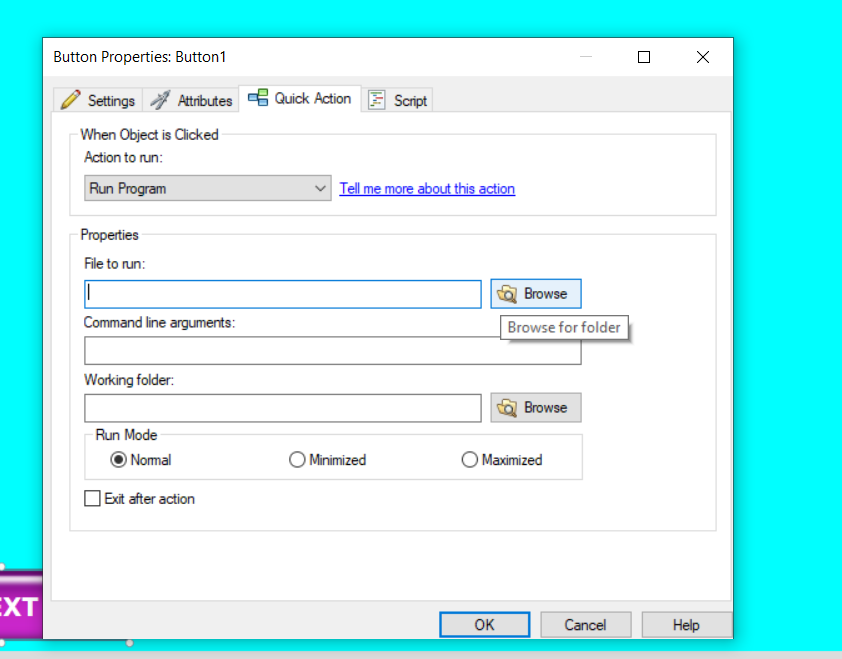 Button Properties: Button1
Settings Attributes Quick Action Script
When Object is Clicked
Action to run:
Run Program Tell me more about this action
Properties
File to run:
Browse
Browse for folder
Command line arguments:
Working folder:
Browse
Run Mode
Normal Minimized Maximized
Exit after action
EXT
OK Cancel Help